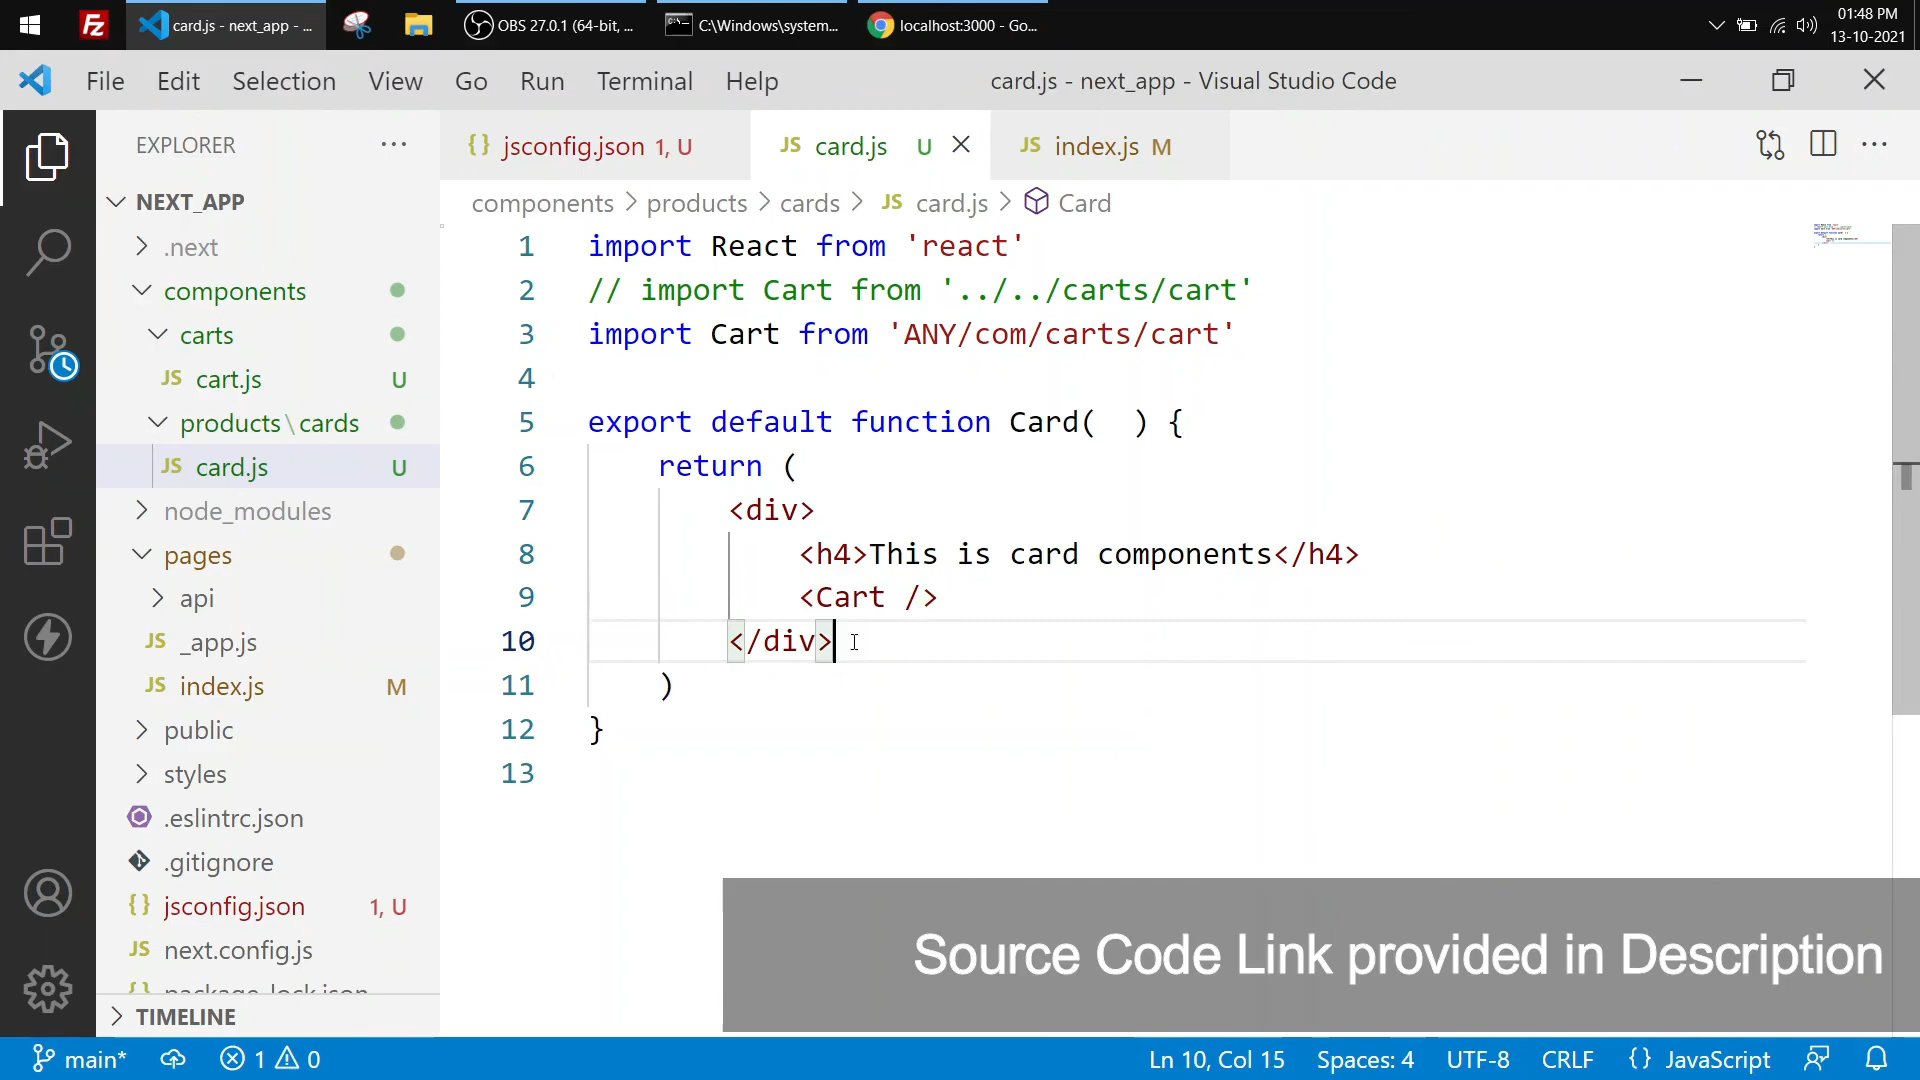 card.js - next_app - ...
OBS 27.0.1 (64-bit, ...
C:\Windows\system...
localhost:3000 - Go...
01:48 PM
13-10-2021
File Edit Selection View Go Run Terminal Help
card.js - next_app - Visual Studio Code
EXPLORER ...
{} jsconfig.json 1, U
JS card.js U
JS index.js M
components > products > cards > JS card.js > Card
NEXT_APP
.next
components
carts
JS cart.js U
products\cards
JS card.js U
node_modules
pages
api
JS _app.js
JS index.js M
public
styles
.eslintrc.json
.gitignore
{} jsconfig.json 1, U
JS next.config.js
{} package-lock.json
TIMELINE
1 import React from 'react'
2 // import Cart from '../../carts/cart'
3 import Cart from 'ANY/com/carts/cart'
4
5 export default function Card(  ) {
6 return (
7 <div>
8 <h4>This is card components</h4>
9 <Cart />
10 </div>
11 )
12 }
13
Source Code Link provided in Description
main* 1 0
Ln 10, Col 15 Spaces: 4 UTF-8 CRLF {} JavaScript